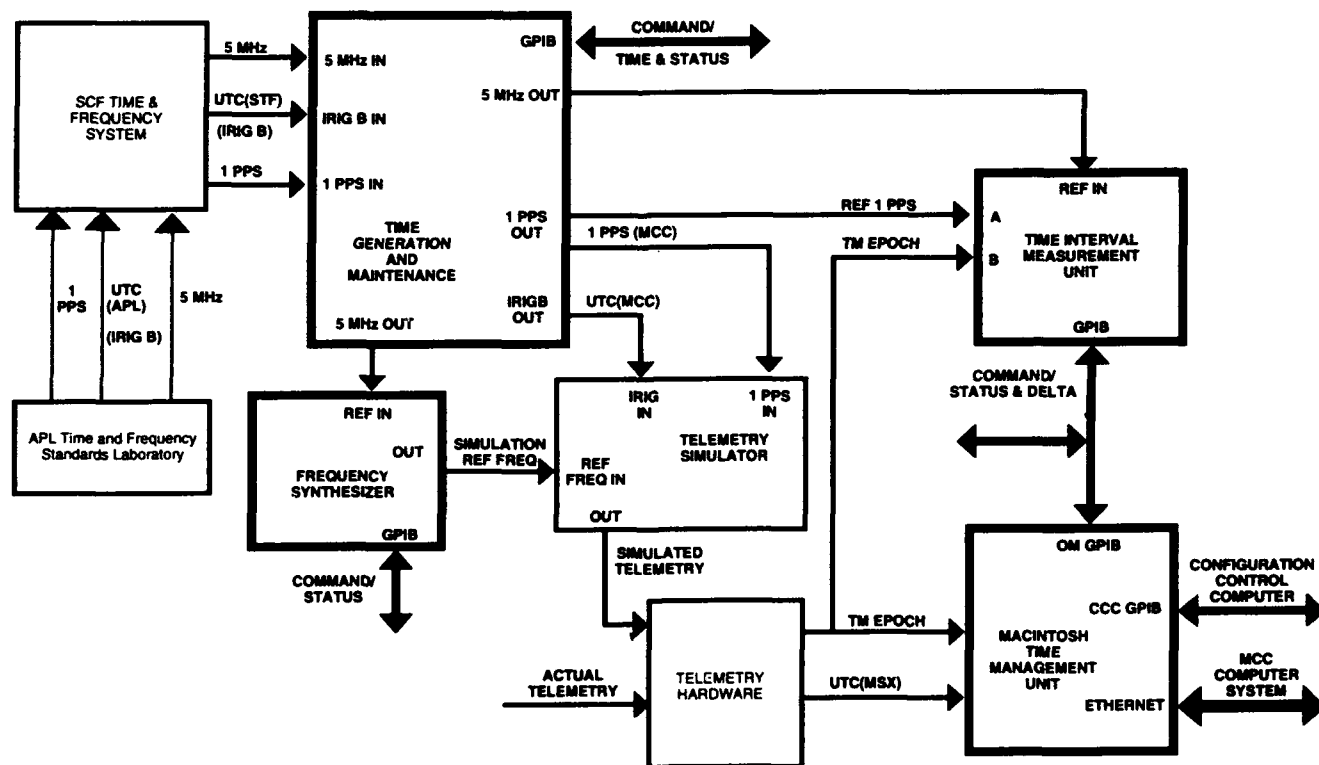 5 MHz
UTC(STF)
(IRIG B)
1 PPS
SCF TIME &
FREQUENCY
SYSTEM
1
PPS
UTC
(APL)
(IRIG B)
5 MHz
APL Time and Frequency
Standards Laboratory
5 MHz IN
IRIG B IN
1 PPS IN
TIME
GENERATION
AND
MAINTENANCE
GPIB
5 MHz OUT
1 PPS
OUT
IRIGB
OUT
5 MHz OUT
COMMAND/
TIME & STATUS
REF 1 PPS
1 PPS (MCC)
TM EPOCH
UTC(MCC)
REF IN
A
B
TIME INTERVAL
MEASUREMENT
UNIT
GPIB
COMMAND/
STATUS & DELTA
REF IN
OUT
FREQUENCY
SYNTHESIZER
GPIB
COMMAND/
STATUS
SIMULATION
REF FREQ
IRIG
IN
1 PPS
IN
TELEMETRY
SIMULATOR
REF
FREQ IN
OUT
SIMULATED
TELEMETRY
ACTUAL
TELEMETRY
TELEMETRY
HARDWARE
TM EPOCH
UTC(MSX)
OM GPIB
CCC GPIB
MACINTOSH
TIME
MANAGEMENT
UNIT
ETHERNET
CONFIGURATION
CONTROL
COMPUTER
MCC
COMPUTER
SYSTEM